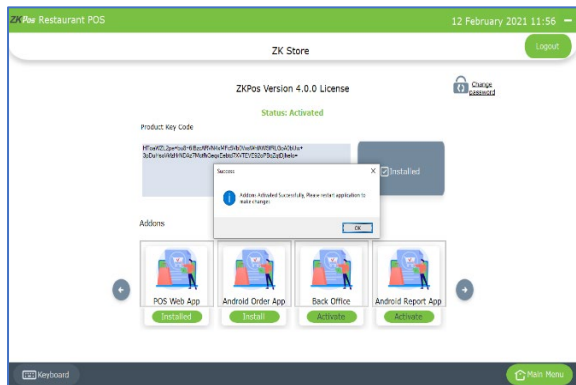 ZKPos Restaurant POS
12 February 2021 11:56
ZK Store
Logout
ZKPos Version 4.0.0 License
Change
password
Status: Activated
Product Key Code
Success
X
Installed
Addons Activated Successfully, Please restart application to
make changes
OK
Addons
POS Web App
Android Order App
Back Office
Android Report App
Installed
Install
Activate
Activate
Keyboard
Main Menu